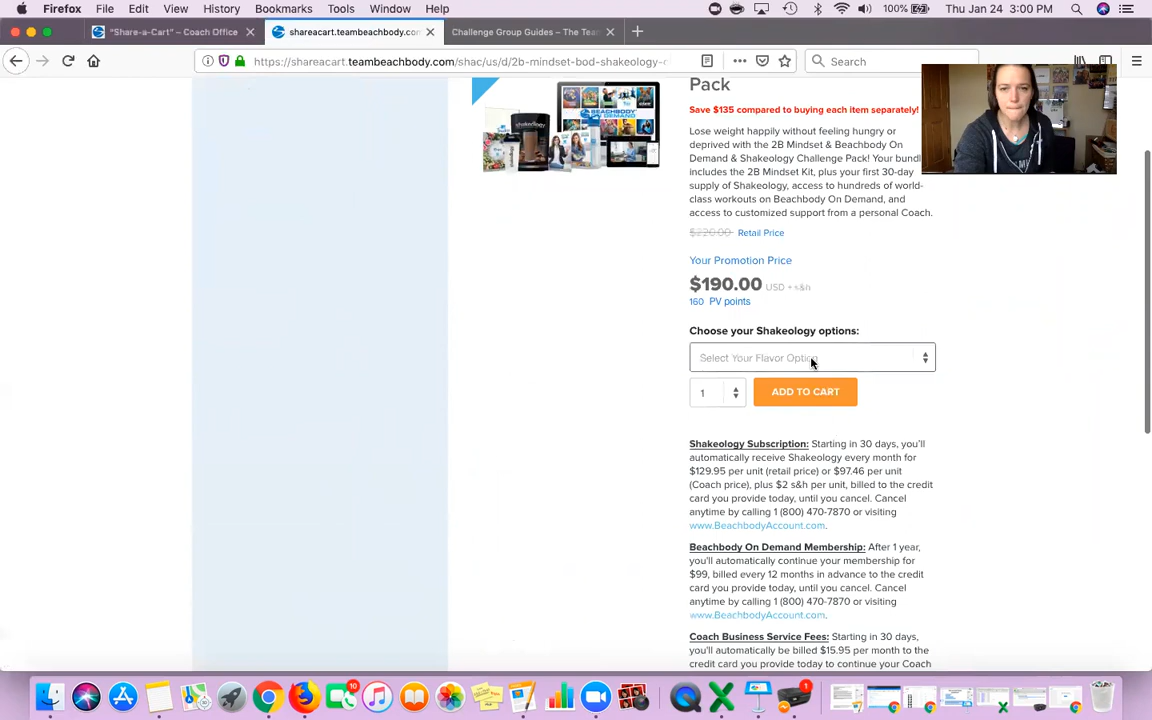 Firefox File Edit View History Bookmarks Tools Window Help 100% Thu Jan 24 3:00 PM
"Share-a-Cart" – Coach Office shareacart.teambeachbody.co Challenge Group Guides – The Tea
https://shareacart.teambeachbody.com/shac/us/d/2b-mindset-bod-shakeology- Search
Pack
Save $135 compared to buying each item separately!
Lose weight happily without feeling hungry or
deprived with the 2B Mindset & Beachbody On
Demand & Shakeology Challenge Pack! Your bund
includes the 2B Mindset Kit, plus your first 30-day
supply of Shakeology, access to hundreds of world-
class workouts on Beachbody On Demand, and
access to customized support from a personal Coach.
$220.00 Retail Price
Your Promotion Price
$190.00 USD + s&h
160 PV points
Choose your Shakeology options:
Select Your Flavor Option
1 ADD TO CART
Shakeology Subscription: Starting in 30 days, you'll
automatically receive Shakeology every month for
$129.95 per unit (retail price) or $97.46 per unit
(Coach price), plus $2 s&h per unit, billed to the credit
card you provide today, until you cancel. Cancel
anytime by calling 1 (800) 470-7870 or visiting
www.BeachbodyAccount.com.
Beachbody On Demand Membership: After 1 year,
you'll automatically continue your membership for
$99, billed every 12 months in advance to the credit
card you provide today, until you cancel. Cancel
anytime by calling 1 (800) 470-7870 or visiting
www.BeachbodyAccount.com.
Coach Business Service Fees: Starting in 30 days,
you'll automatically be billed $15.95 per month to the
credit card you provide today to continue your Coach